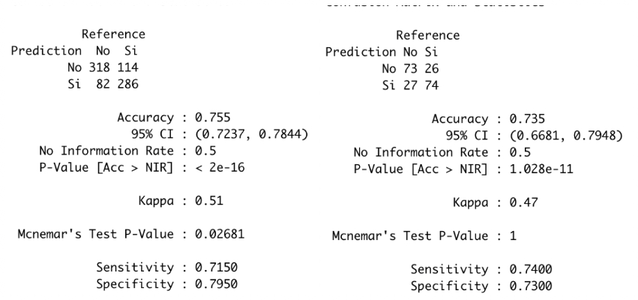 Reference
Prediction No Si
No 318 114
Si 82 286
Accuracy : 0.755
95% CI : (0.7237, 0.7844)
No Information Rate : 0.5
P-Value [Acc > NIR] : < 2e-16
Kappa : 0.51
Mcnemar's Test P-Value : 0.02681
Sensitivity : 0.7150
Specificity : 0.7950
Reference
Prediction No Si
No 73 26
Si 27 74
Accuracy : 0.735
95% CI : (0.6681, 0.7948)
No Information Rate : 0.5
P-Value [Acc > NIR] : 1.028e-11
Kappa : 0.47
Mcnemar's Test P-Value : 1
Sensitivity : 0.7400
Specificity : 0.7300